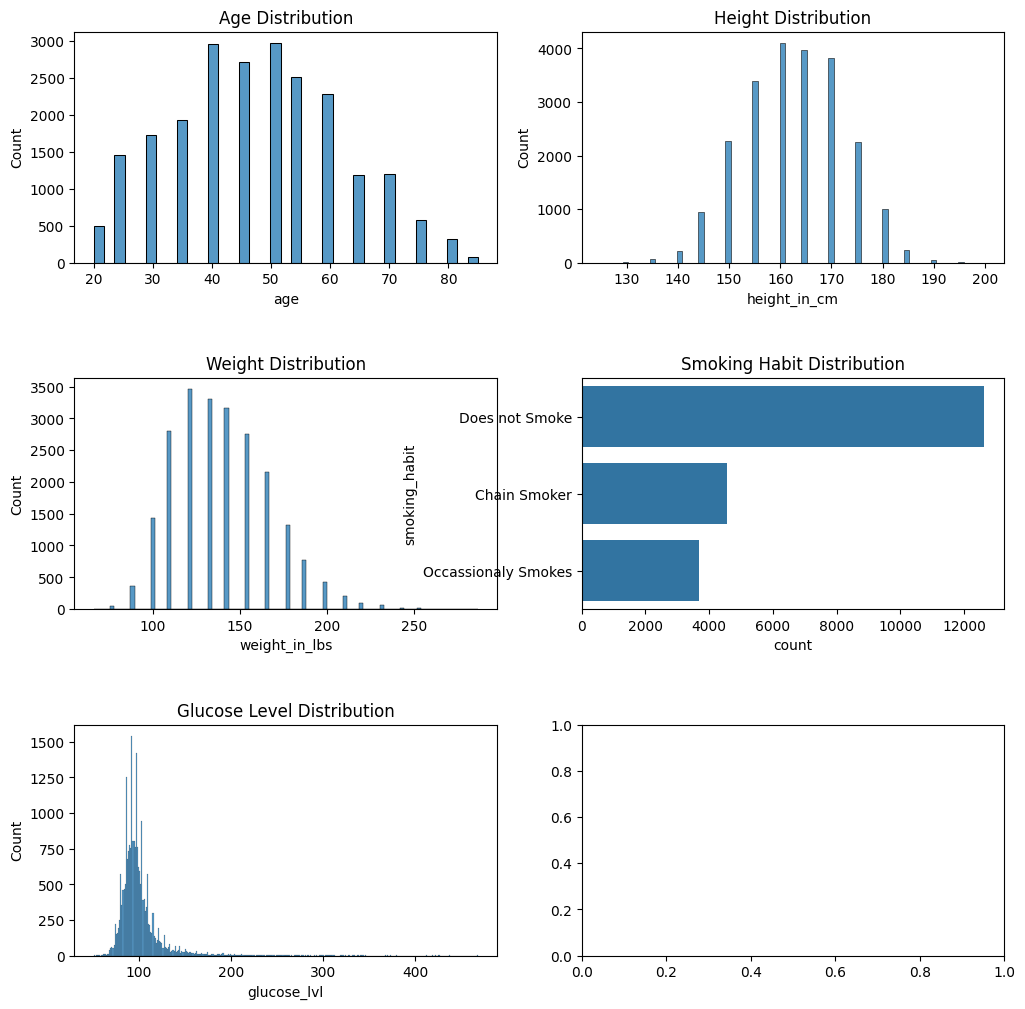 Age Distribution
3000
2500
2000
1500
1000
500
0
Count
20 30 40 50 60 70 80
age
Height Distribution
4000
3000
2000
1000
0
Count
130 140 150 160 170 180 190 200
height_in_cm
Weight Distribution
3500
3000
2500
2000
1500
1000
500
0
Count
100 150 200 250
weight_in_lbs
Smoking Habit Distribution
smoking_habit
Does not Smoke
Chain Smoker
Occassionaly Smokes
0 2000 4000 6000 8000 10000 12000
count
Glucose Level Distribution
1500
1250
1000
750
500
250
0
Count
100 200 300 400
glucose_lvl
1.0
0.8
0.6
0.4
0.2
0.0
0.0 0.2 0.4 0.6 0.8 1.0